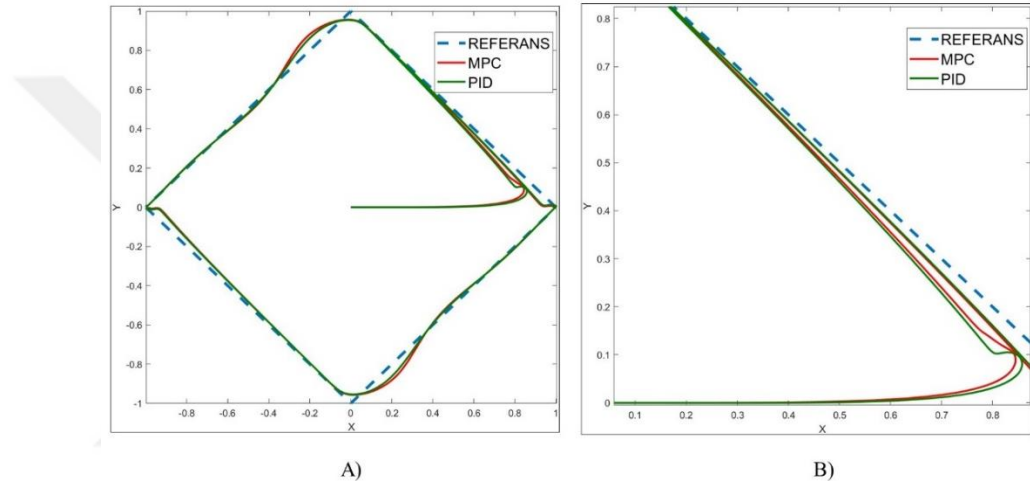 1
0.8
0.6
0.4
0.2
0
-0.2
-0.4
-0.6
-0.8
-1
Y
-0.8 -0.6 -0.4 -0.2 0 0.2 0.4 0.6 0.8 1
X
REFERANS
MPC
PID
A)
0.8
0.7
0.6
0.5
0.4
0.3
0.2
0.1
0
Y
0.1 0.2 0.3 0.4 0.5 0.6 0.7 0.8
X
REFERANS
MPC
PID
B)